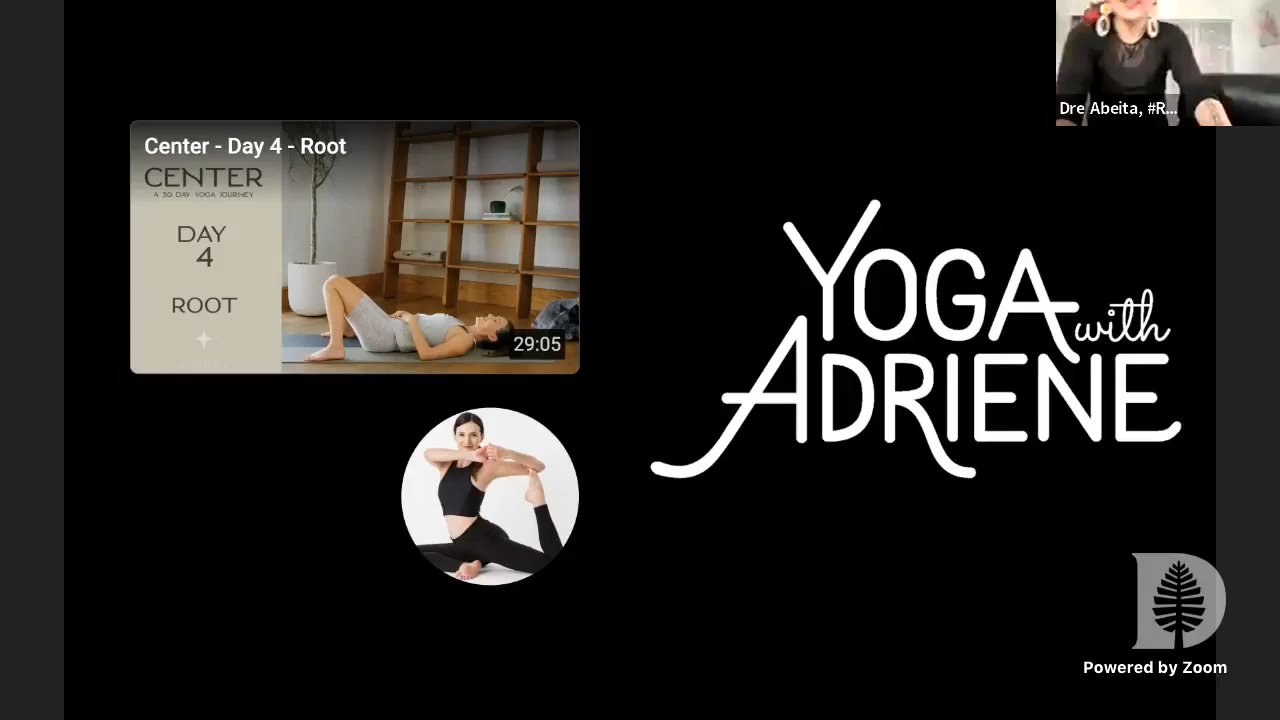 Dre Abeita, #R...
Center - Day 4 - Root
CENTER
A 30 DAY YOGA JOURNEY
DAY
4
ROOT
29:05
YOGA with
ADRIENE
D
Powered by Zoom